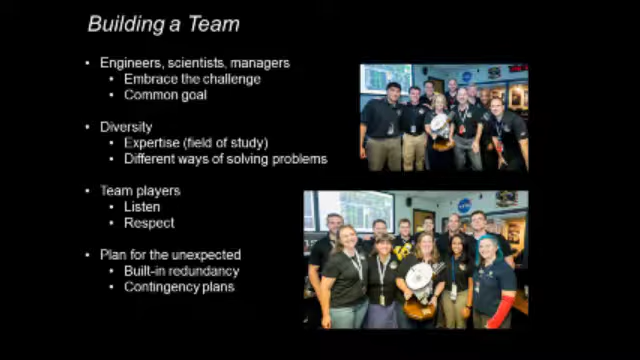 Building a Team
• Engineers, scientists, managers
• Embrace the challenge
• Common goal
• Diversity
• Expertise (field of study)
• Different ways of solving problems
• Team players
• Listen
• Respect
• Plan for the unexpected
• Built-in redundancy
• Contingency plans